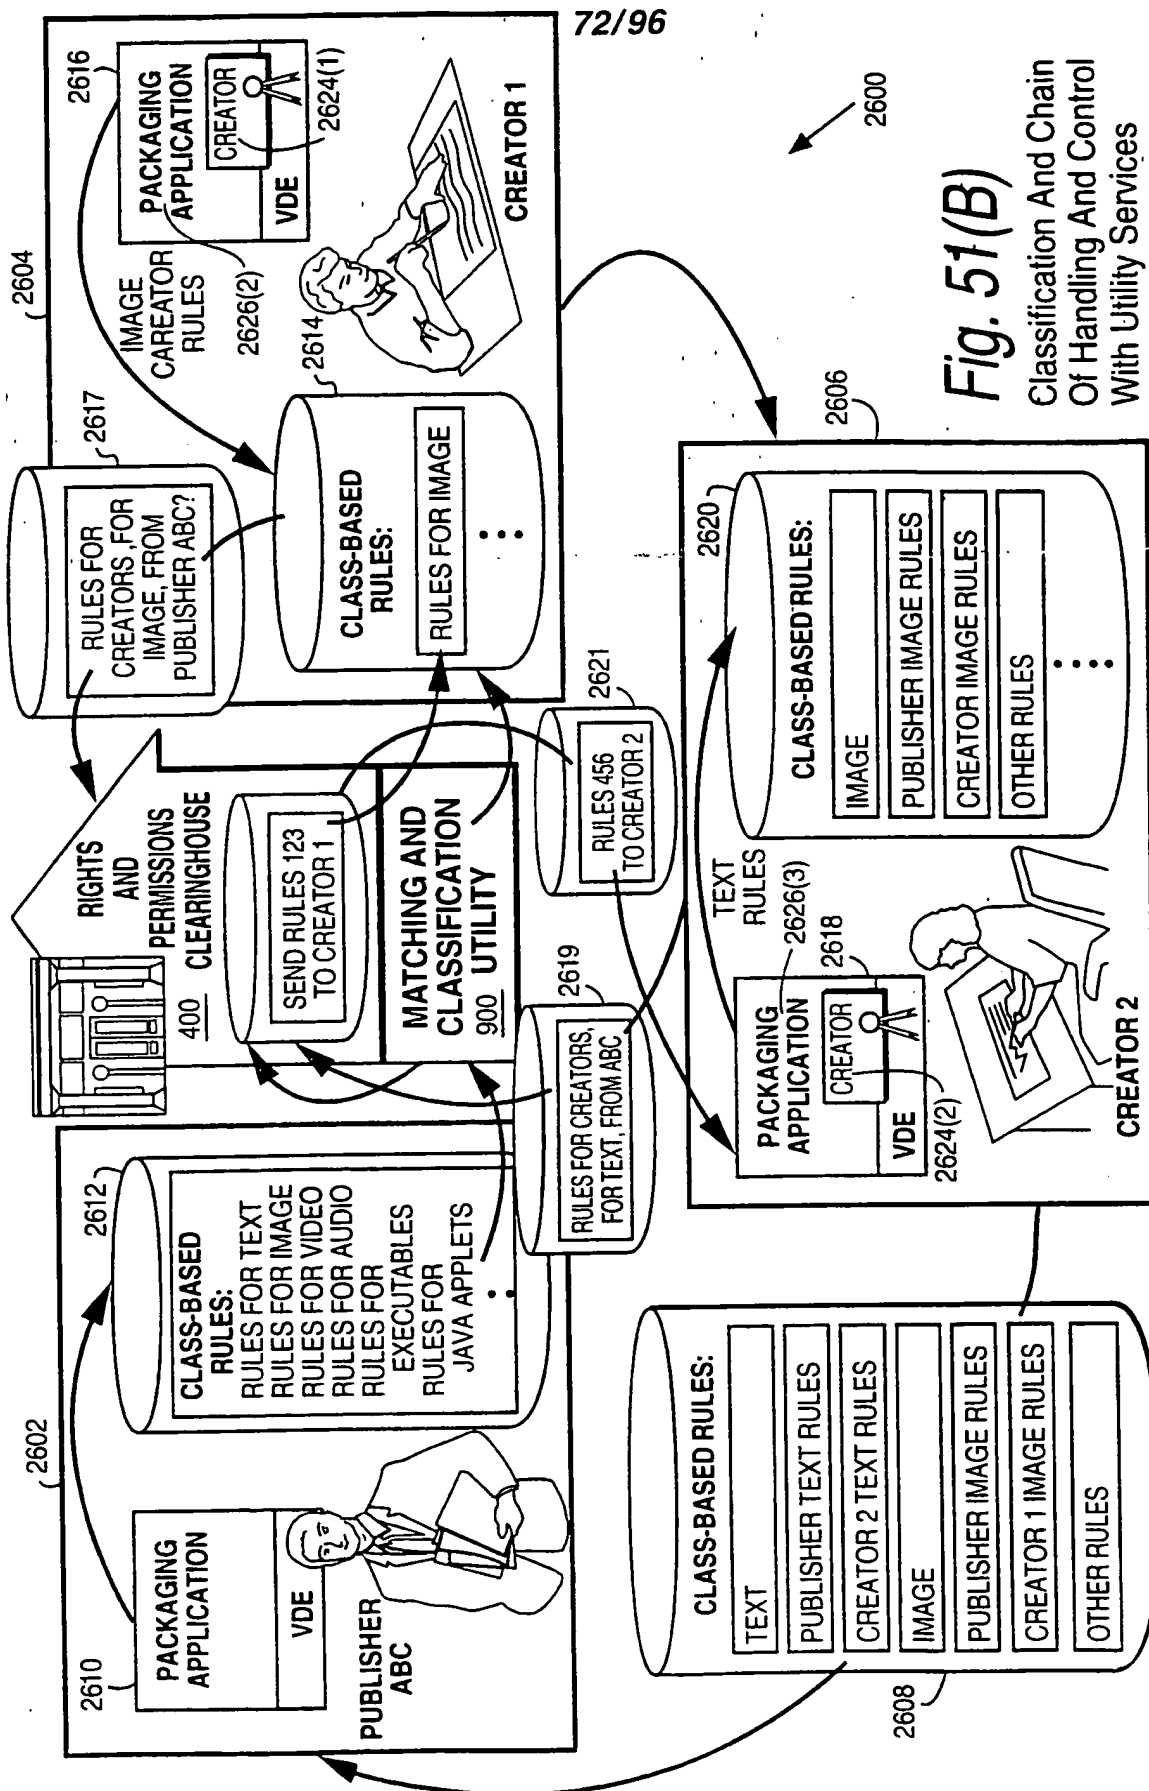 72/96
2602
2610
PACKAGING
APPLICATION
VDE
PUBLISHER
ABC
2612
CLASS-BASED
RULES:
RULES FOR TEXT
RULES FOR IMAGE
RULES FOR VIDEO
RULES FOR AUDIO
RULES FOR
EXECUTABLES
RULES FOR
JAVA APPLETS
RIGHTS
AND
PERMISSIONS
CLEARINGHOUSE
400
SEND RULES 123
TO CREATOR 1
MATCHING AND
CLASSIFICATION
900 UTILITY
2617
RULES FOR
CREATORS ,FOR
IMAGE, FROM
PUBLISHER ABC?
2604
IMAGE
CAREATOR
RULES
2626(2)
2616
PACKAGING
APPLICATION
CREATOR
VDE
2624(1)
2614
CLASS-BASED
RULES:
RULES FOR IMAGE
CREATOR 1
2619
RULES FOR CREATORS,
FOR TEXT, FROM ABC
2621
RULES 456
TO CREATOR 2
2608
CLASS-BASED RULES:
TEXT
PUBLISHER TEXT RULES
CREATOR 2 TEXT RULES
IMAGE
PUBLISHER IMAGE RULES
CREATOR 1 IMAGE RULES
OTHER RULES
PACKAGING
APPLICATION
CREATOR
VDE
2624(2)
2618
2626(3)
TEXT
RULES
CREATOR 2
2620
CLASS-BASED RULES:
IMAGE
PUBLISHER IMAGE RULES
CREATOR IMAGE RULES
OTHER RULES
2606
2600
Fig. 51(B)
Classification And Chain
Of Handling And Control
With Utility Services